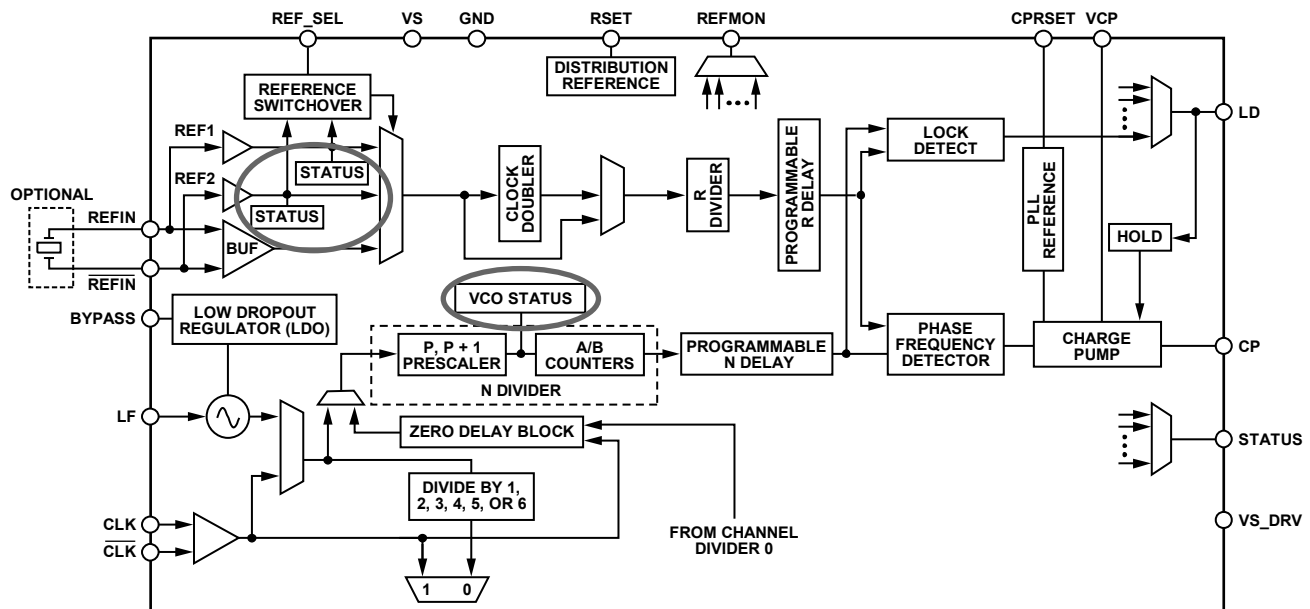 REF_SEL
VS
GND
RSET
REFMON
CPRSET
VCP
DISTRIBUTION
REFERENCE
REFERENCE
SWITCHOVER
REF1
REF2
STATUS
STATUS
BUF
OPTIONAL
REFIN
REFIN
CLOCK
DOUBLER
R
DIVIDER
PROGRAMMABLE
R DELAY
LOCK
DETECT
PLL
REFERENCE
LD
HOLD
BYPASS
LOW DROPOUT
REGULATOR (LDO)
VCO STATUS
P, P + 1
PRESCALER
A/B
COUNTERS
N DIVIDER
PROGRAMMABLE
N DELAY
PHASE
FREQUENCY
DETECTOR
CHARGE
PUMP
CP
LF
ZERO DELAY BLOCK
STATUS
DIVIDE BY 1,
2, 3, 4, 5, OR 6
FROM CHANNEL
DIVIDER 0
VS_DRV
CLK
CLK
1 0